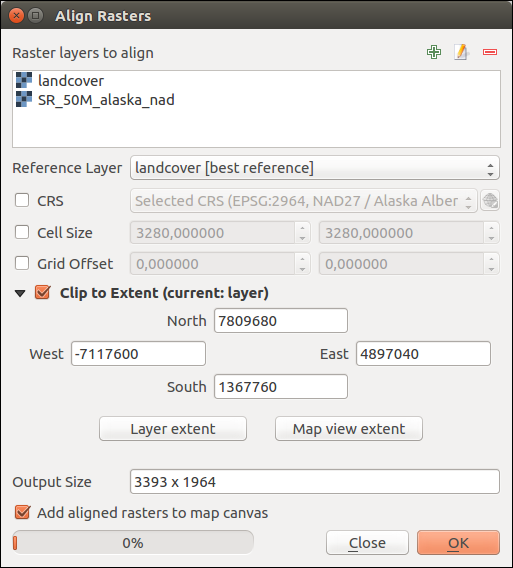 Align Rasters
Raster layers to align
landcover
SR_50M_alaska_nad
Reference Layer landcover [best reference]
CRS Selected CRS (EPSG:2964, NAD27 / Alaska Alber
Cell Size 3280,000000 3280,000000
Grid Offset 0,000000 0,000000
Clip to Extent (current: layer)
North 7809680
West -7117600 East 4897040
South 1367760
Layer extent Map view extent
Output Size 3393 x 1964
Add aligned rasters to map canvas
0% Close OK